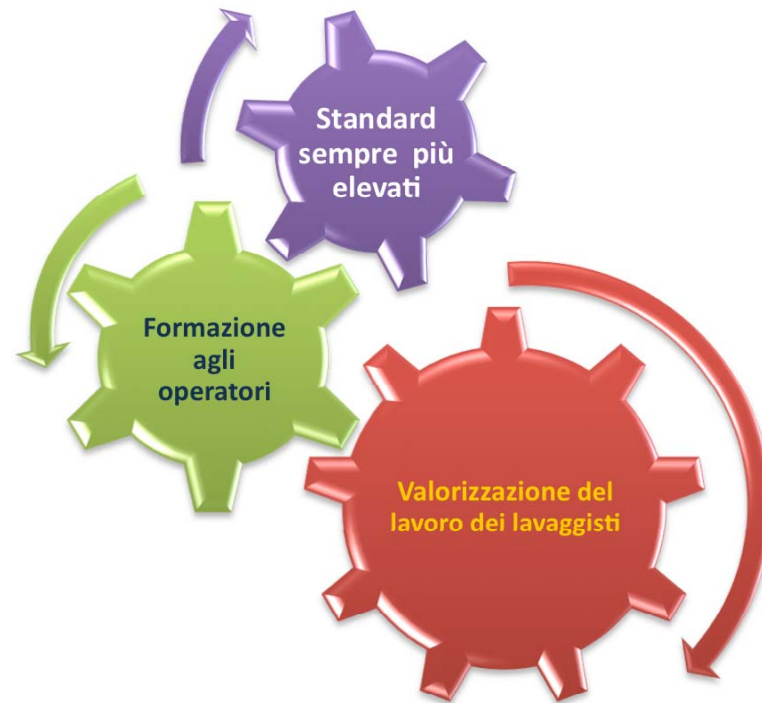 Standard
sempre più
elevati
Formazione
agli
operatori
Valorizzazione del
lavoro dei lavaggisti